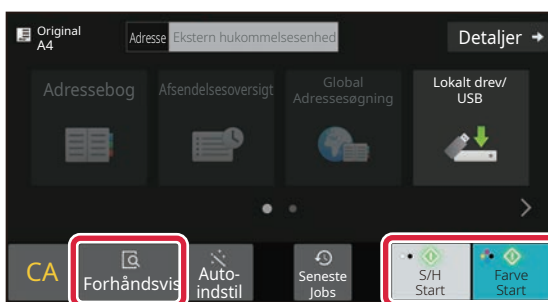 Original
A4
Adresse
Ekstern hukommelsesenhed
Detaljer
Adressebog
Afsendelsesoversigt
Global
Adressesøgning
Lokalt drev/
USB
CA
Forhåndsvis
Auto-
indstil
Seneste
Jobs
S/H
Start
Farve
Start